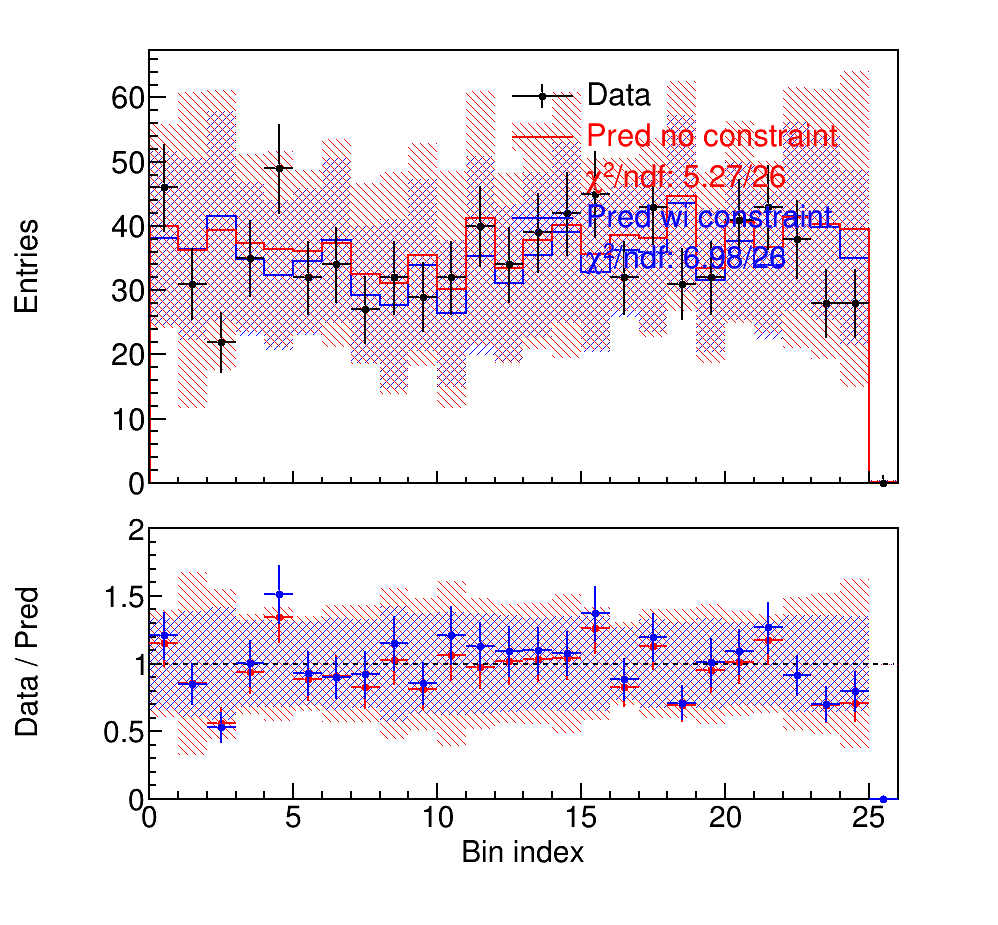 Entries
60
50
40
30
20
10
0
Data
Pred no constraint
χ²/ndf: 5.27/26
Pred wi constraint
χ²/ndf: 6.98/26
Data / Pred
2
1.5
1
0.5
0
0 5 10 15 20 25
Bin index